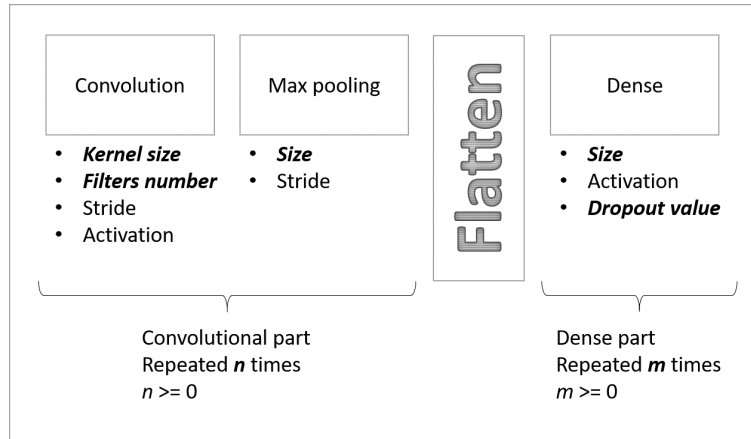 Convolution
• Kernel size
• Filters number
• Stride
• Activation
Max pooling
• Size
• Stride
Flatten
Dense
• Size
• Activation
• Dropout value
Convolutional part
Repeated n times
n >= 0
Dense part
Repeated m times
m >= 0